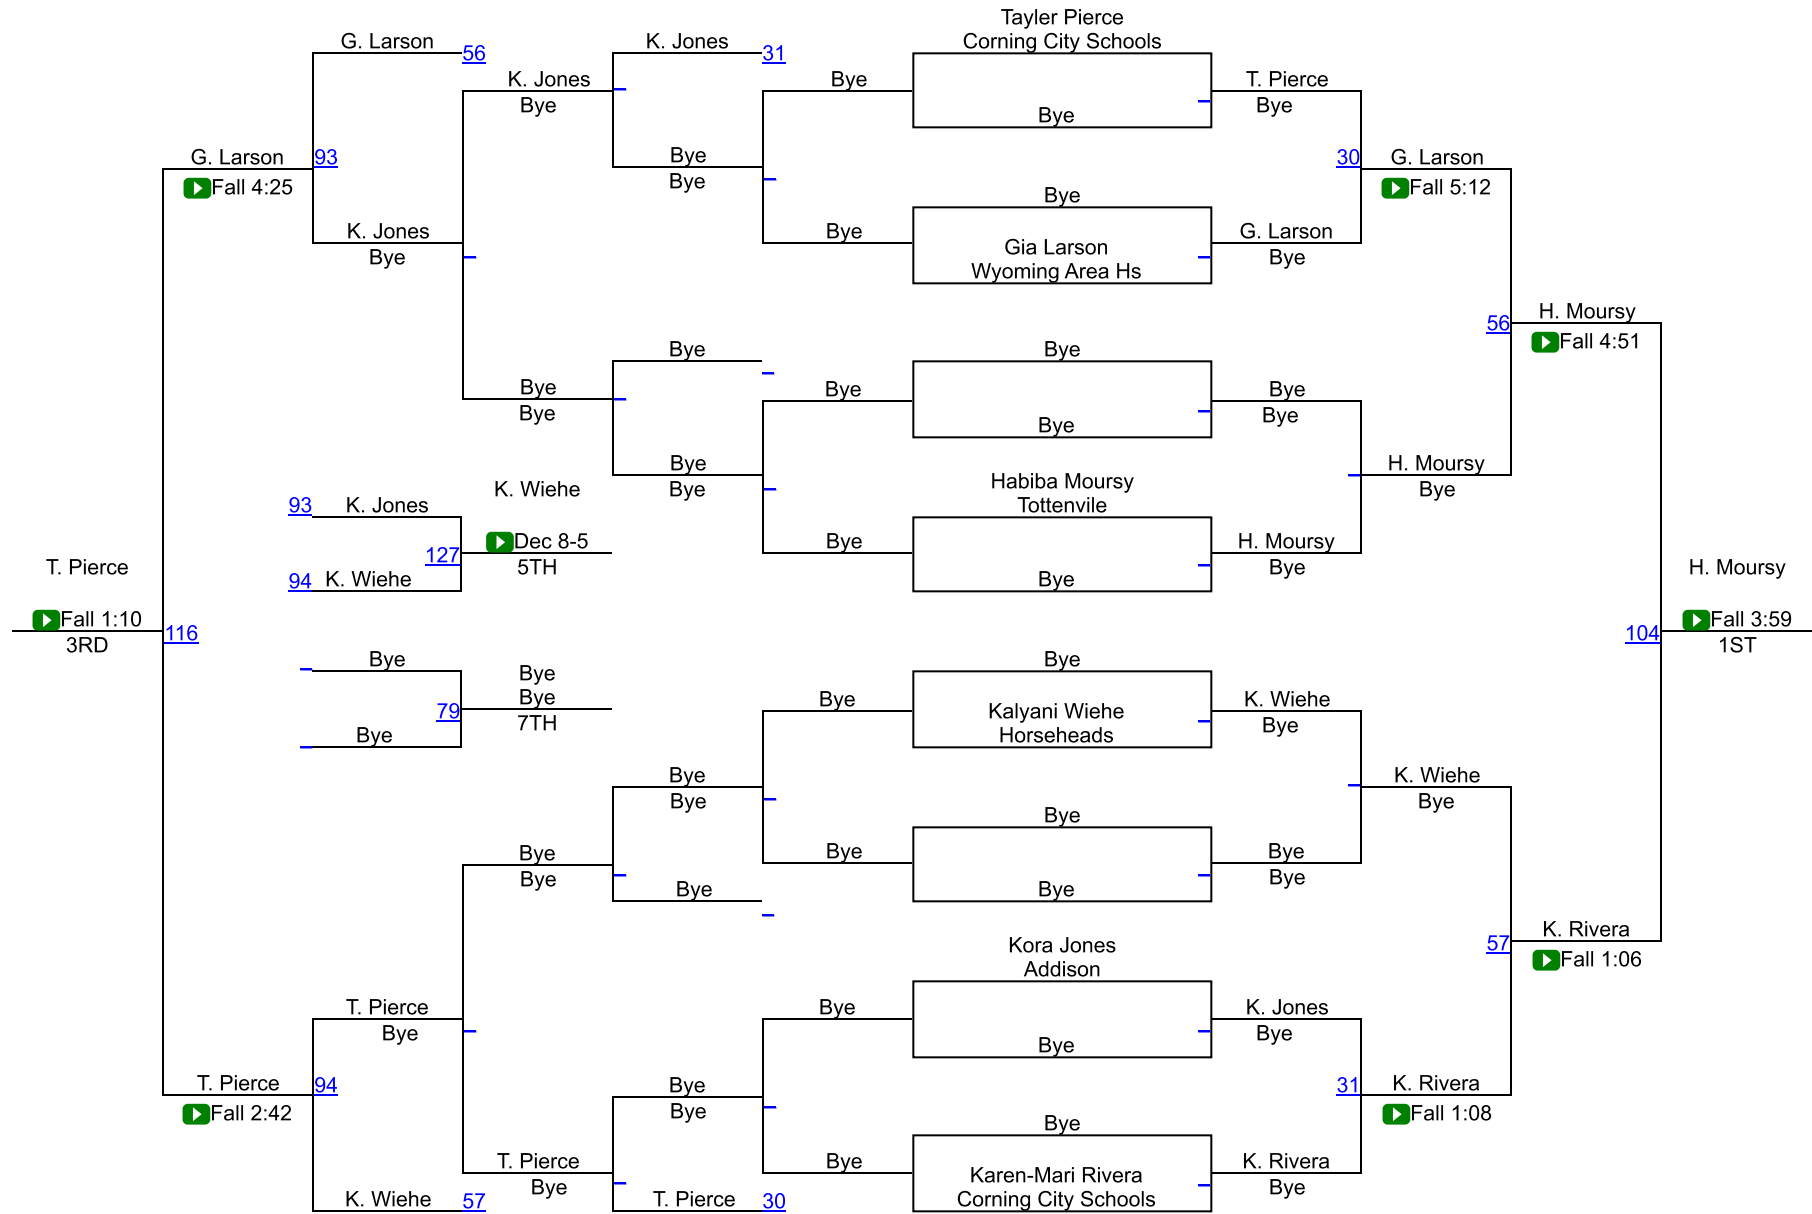 Tayler Pierce
Corning City Schools
G. Larson
56
K. Jones
31
K. Jones
Bye
Bye
Bye
T. Pierce
Bye
G. Larson
93
Fall 4:25
Bye
Bye
30
G. Larson
Fall 5:12
K. Jones
Bye
Bye
Bye
Gia Larson
Wyoming Area Hs
G. Larson
Bye
H. Moursy
56
Fall 4:51
Bye
Bye
Bye
Bye
Bye
Bye
Bye
Bye
Bye
Bye
H. Moursy
Bye
93
K. Jones
K. Wiehe
Habiba Moursy
Tottenvile
127
Dec 8-5
5TH
94
K. Wiehe
Bye
Bye
H. Moursy
Bye
T. Pierce
Fall 1:10
3RD
116
H. Moursy
104
Fall 3:59
1ST
Bye
Bye
Bye
79
7TH
Bye
Bye
Bye
Kalyani Wiehe
Horseheads
K. Wiehe
Bye
Bye
Bye
K. Wiehe
Bye
Bye
Bye
Bye
Bye
Bye
Bye
Bye
Bye
Kora Jones
Addison
57
K. Rivera
Fall 1:06
T. Pierce
Bye
Bye
Bye
K. Jones
Bye
T. Pierce
94
Fall 2:42
Bye
Bye
31
K. Rivera
Fall 1:08
T. Pierce
Bye
Bye
Bye
Karen-Mari Rivera
Corning City Schools
K. Rivera
Bye
K. Wiehe
57
T. Pierce
30